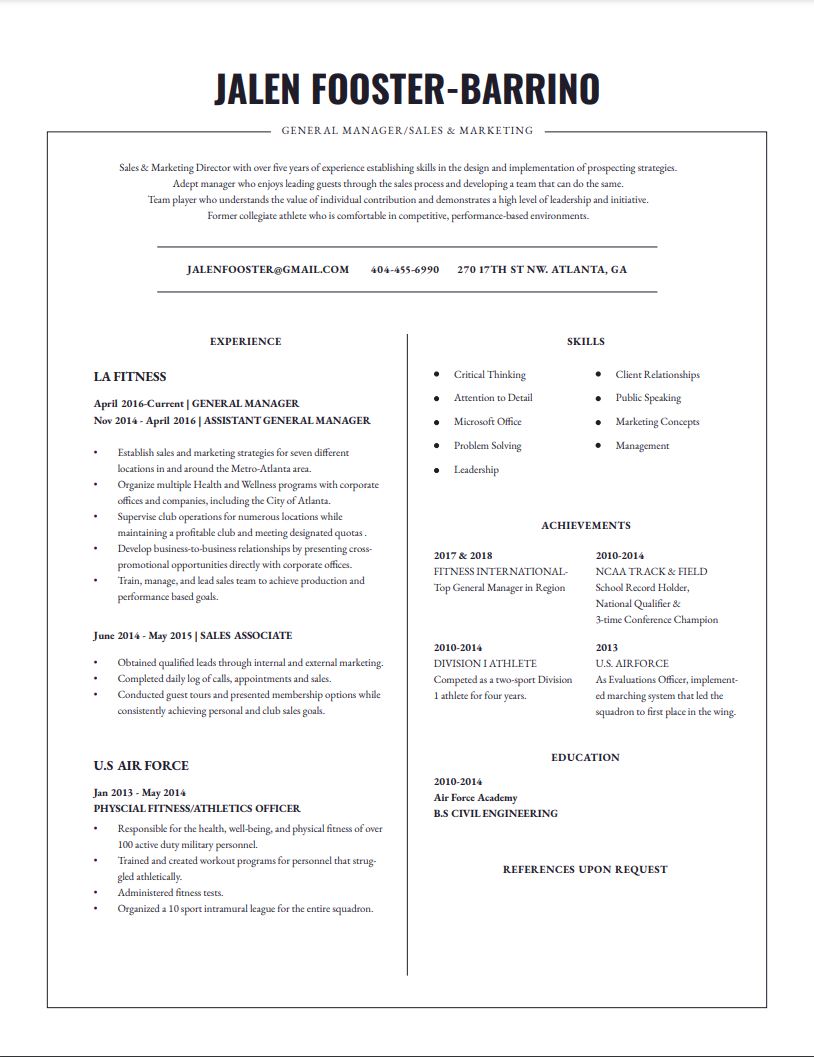 JALEN FOOSTER-BARRINO
GENERAL MANAGER/SALES & MARKETING
Sales & Marketing Director with over five years of experience establishing skills in the design and implementation of prospecting strategies.
Adept manager who enjoys leading guests through the sales process and developing a team that can do the same.
Team player who understands the value of individual contribution and demonstrates a high level of leadership and initiative.
Former collegiate athlete who is comfortable in competitive, performance-based environments.
JALENFOOSTER@GMAIL.COM 404-455-6990 270 17TH ST NW. ATLANTA, GA
EXPERIENCE
LA FITNESS
April 2016-Current | GENERAL MANAGER
Nov 2014 - April 2016 | ASSISTANT GENERAL MANAGER
• Establish sales and marketing strategies for seven different
locations in and around the Metro-Atlanta area.
• Organize multiple Health and Wellness programs with corporate
offices and companies, including the City of Atlanta.
• Supervise club operations for numerous locations while
maintaining a profitable club and meeting designated quotas .
• Develop business-to-business relationships by presenting cross-
promotional opportunities directly with corporate offices.
• Train, manage, and lead sales team to achieve production and
performance based goals.
June 2014 - May 2015 | SALES ASSOCIATE
• Obtained qualified leads through internal and external marketing.
• Completed daily log of calls, appointments and sales.
• Conducted guest tours and presented membership options while
consistently achieving personal and club sales goals.
U.S AIR FORCE
Jan 2013 - May 2014
PHYSCIAL FITNESS/ATHLETICS OFFICER
• Responsible for the health, well-being, and physical fitness of over
100 active duty military personnel.
• Trained and created workout programs for personnel that strug-
gled athletically.
• Administered fitness tests.
• Organized a 10 sport intramural league for the entire squadron.
SKILLS
• Critical Thinking
• Attention to Detail
• Microsoft Office
• Problem Solving
• Leadership
• Client Relationships
• Public Speaking
• Marketing Concepts
• Management
ACHIEVEMENTS
2017 & 2018
FITNESS INTERNATIONAL-
Top General Manager in Region
2010-2014
NCAA TRACK & FIELD
School Record Holder,
National Qualifier &
3-time Conference Champion
2010-2014
DIVISION I ATHLETE
Competed as a two-sport Division
1 athlete for four years.
2013
U.S. AIRFORCE
As Evaluations Officer, implement-
ed marching system that led the
squadron to first place in the wing.
EDUCATION
2010-2014
Air Force Academy
B.S CIVIL ENGINEERING
REFERENCES UPON REQUEST